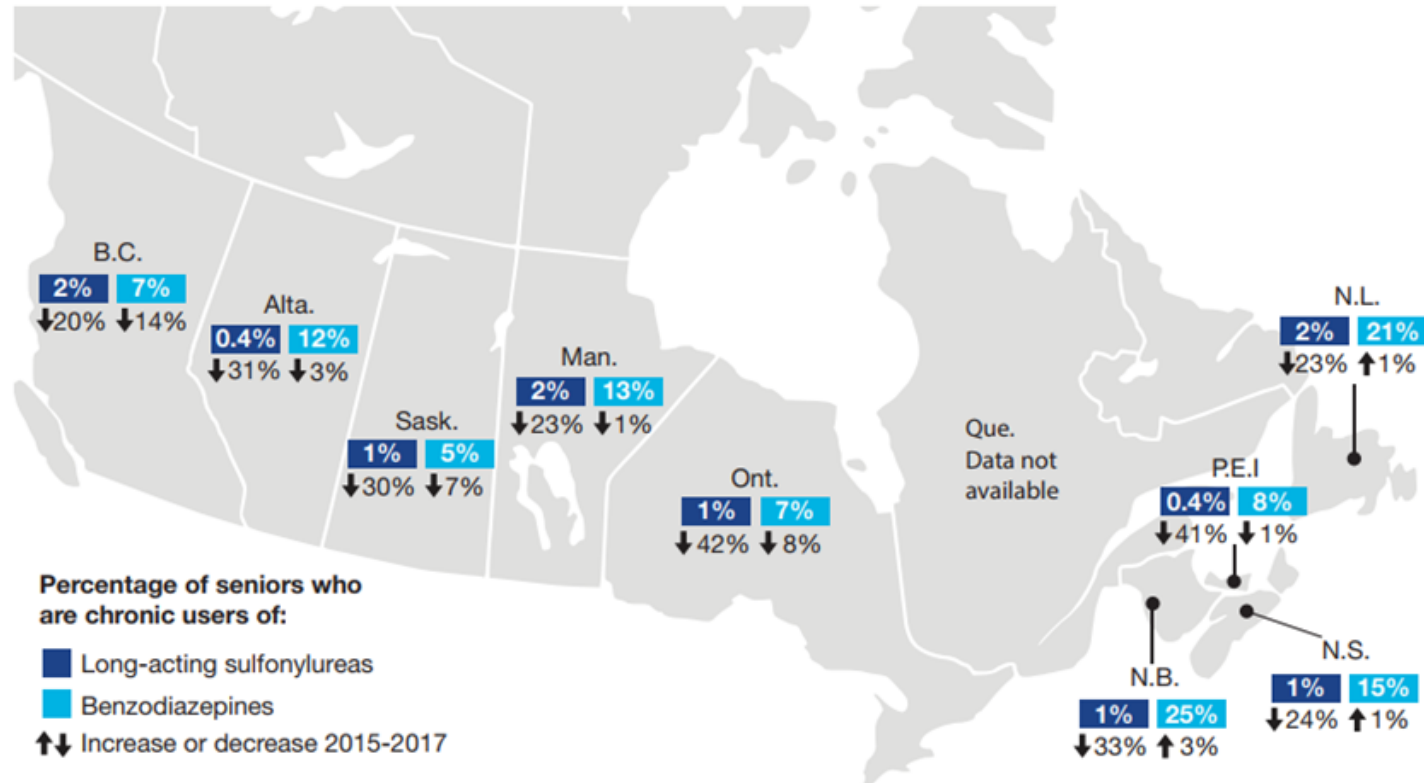 B.C.
2% 7%
↓20% ↓14%
Alta.
0.4% 12%
↓31% ↓3%
Sask.
1% 5%
↓30% ↓7%
Man.
2% 13%
↓23% ↓1%
Ont.
1% 7%
↓42% ↓8%
Que.
Data not
available
N.L.
2% 21%
↓23% ↑1%
P.E.I
0.4% 8%
↓41% ↓1%
N.B.
1% 25%
↓33% ↑3%
N.S.
1% 15%
↓24% ↑1%
Percentage of seniors who
are chronic users of:
Long-acting sulfonylureas
Benzodiazepines
↑↓ Increase or decrease 2015-2017